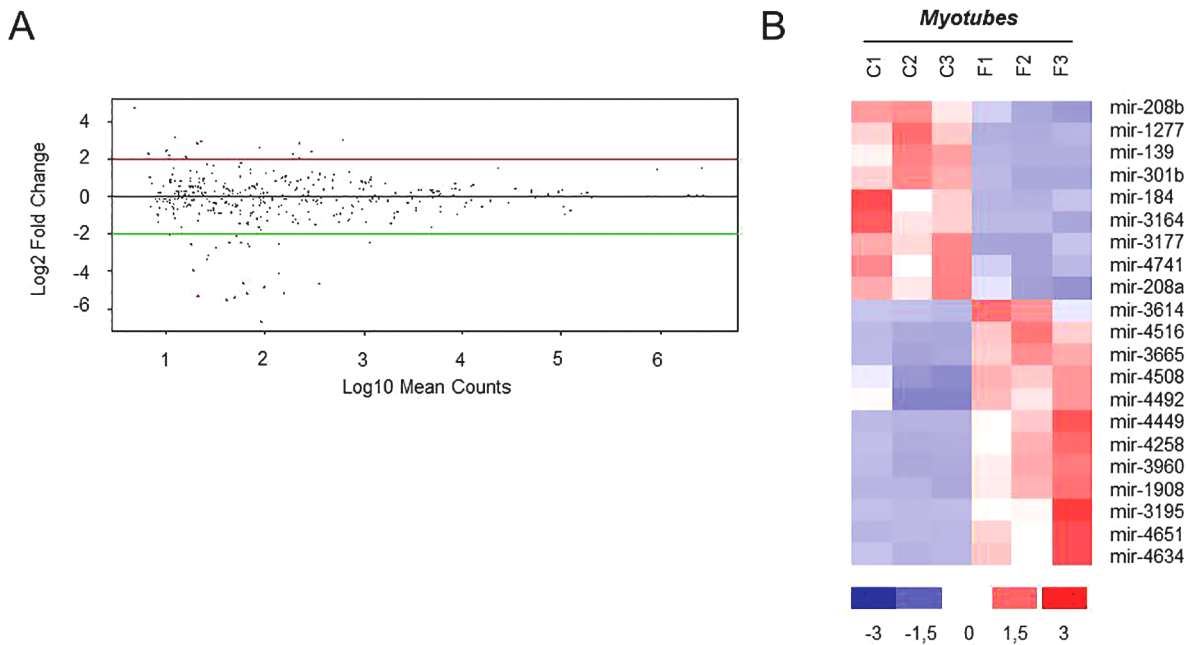 A
Log2 Fold Change
4
2
0
-2
-4
-6
1 2 3 4 5 6
Log10 Mean Counts
B
Myotubes
C1 C2 C3 F1 F2 F3
mir-208b
mir-1277
mir-139
mir-301b
mir-184
mir-3164
mir-3177
mir-4741
mir-208a
mir-3614
mir-4516
mir-3665
mir-4508
mir-4492
mir-4449
mir-4258
mir-3960
mir-1908
mir-3195
mir-4651
mir-4634
-3 -1,5 0 1,5 3